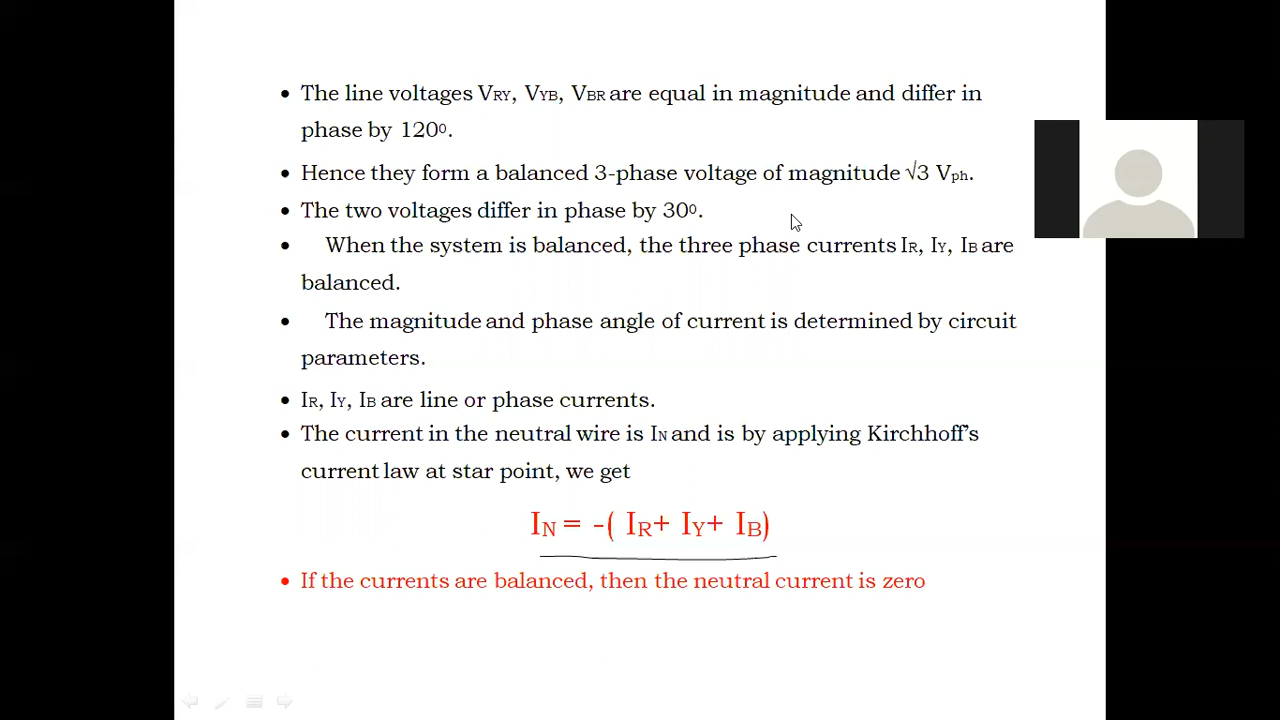 • The line voltages VRY, VYB, VBR are equal in magnitude and differ in
phase by 120⁰.
• Hence they form a balanced 3-phase voltage of magnitude √3 Vph.
• The two voltages differ in phase by 30⁰.
• When the system is balanced, the three phase currents IR, IY, IB are
balanced.
• The magnitude and phase angle of current is determined by circuit
parameters.
• IR, IY, IB are line or phase currents.
• The current in the neutral wire is IN and is by applying Kirchhoff’s
current law at star point, we get
IN = -( IR+ IY+ IB)
• If the currents are balanced, then the neutral current is zero